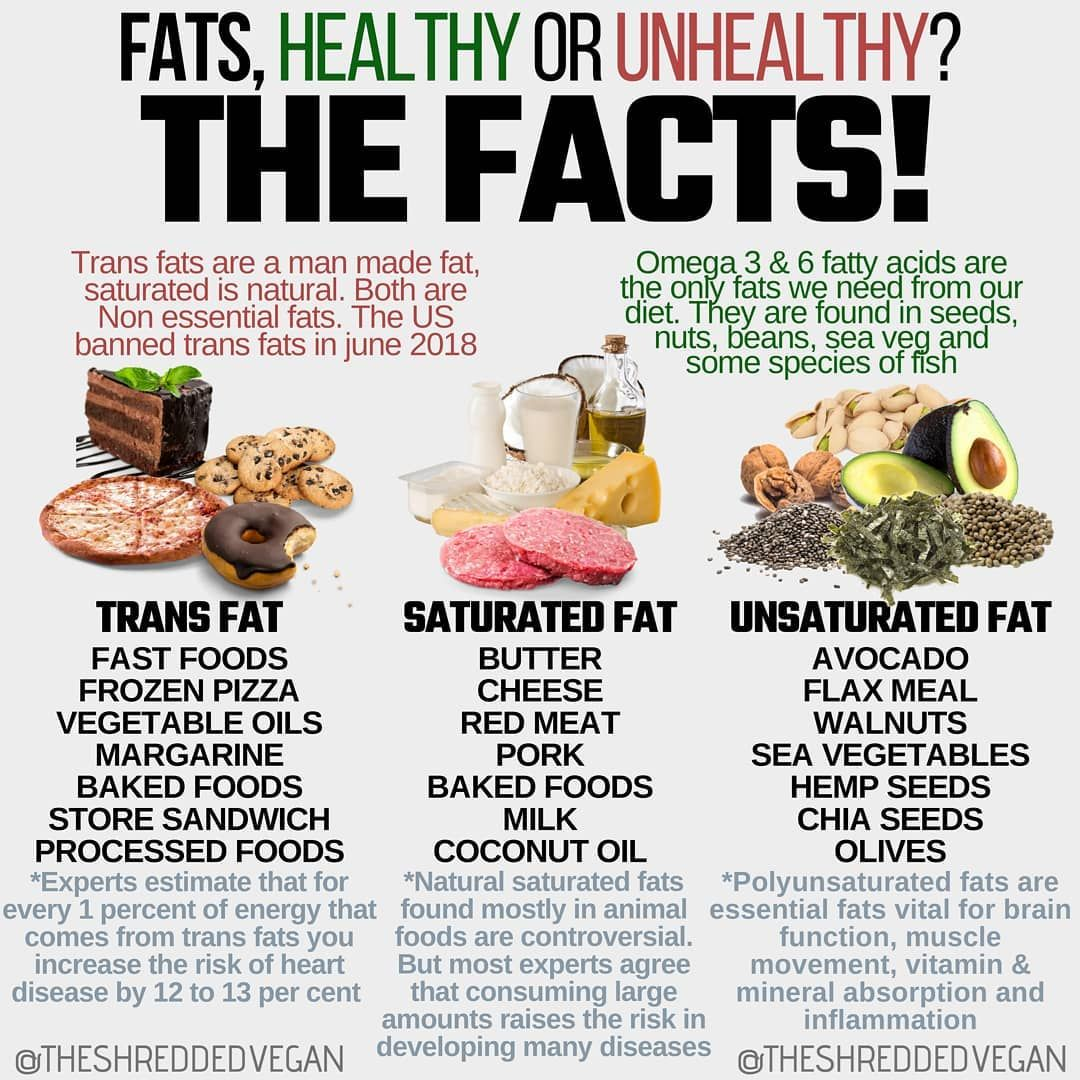 FATS, HEALTHY OR UNHEALTHY?
THE FACTS!
Trans fats are a man made fat,
saturated is natural. Both are
Non essential fats. The US
banned trans fats in june 2018
Omega 3 & 6 fatty acids are
the only fats we need from our
diet. They are found in seeds,
nuts, beans, sea veg and
some species of fish
TRANS FAT
FAST FOODS
FROZEN PIZZA
VEGETABLE OILS
MARGARINE
BAKED FOODS
STORE SANDWICH
PROCESSED FOODS
*Experts estimate that for
every 1 percent of energy that
comes from trans fats you
increase the risk of heart
disease by 12 to 13 per cent
@THESHREDDEDVEGAN
SATURATED FAT
BUTTER
CHEESE
RED MEAT
PORK
BAKED FOODS
MILK
COCONUT OIL
*Natural saturated fats
found mostly in animal
foods are controversial.
But most experts agree
that consuming large
amounts raises the risk in
developing many diseases
UNSATURATED FAT
AVOCADO
FLAX MEAL
WALNUTS
SEA VEGETABLES
HEMP SEEDS
CHIA SEEDS
OLIVES
*Polyunsaturated fats are
essential fats vital for brain
function, muscle
movement, vitamin &
mineral absorption and
inflammation
@THESHREDDEDVEGAN